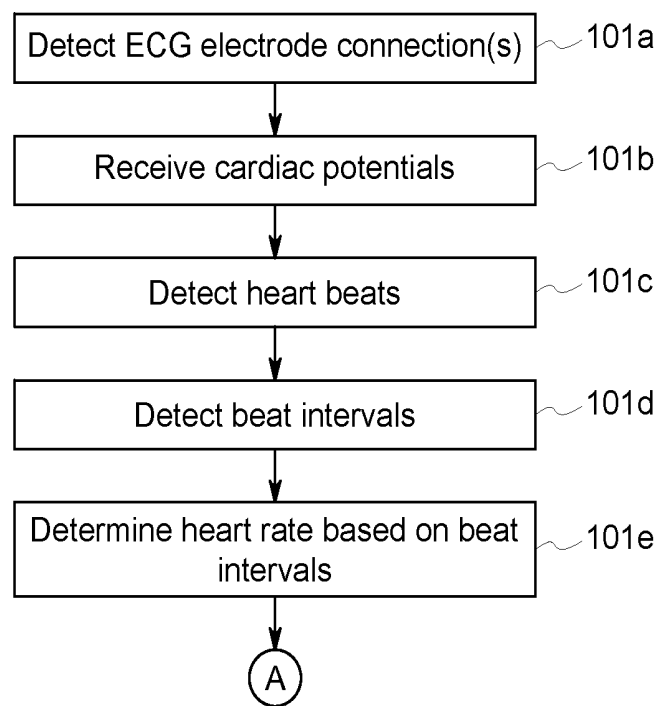 Detect ECG electrode connection(s)
101a
Receive cardiac potentials
101b
Detect heart beats
101c
Detect beat intervals
101d
Determine heart rate based on beat
intervals
101e
A